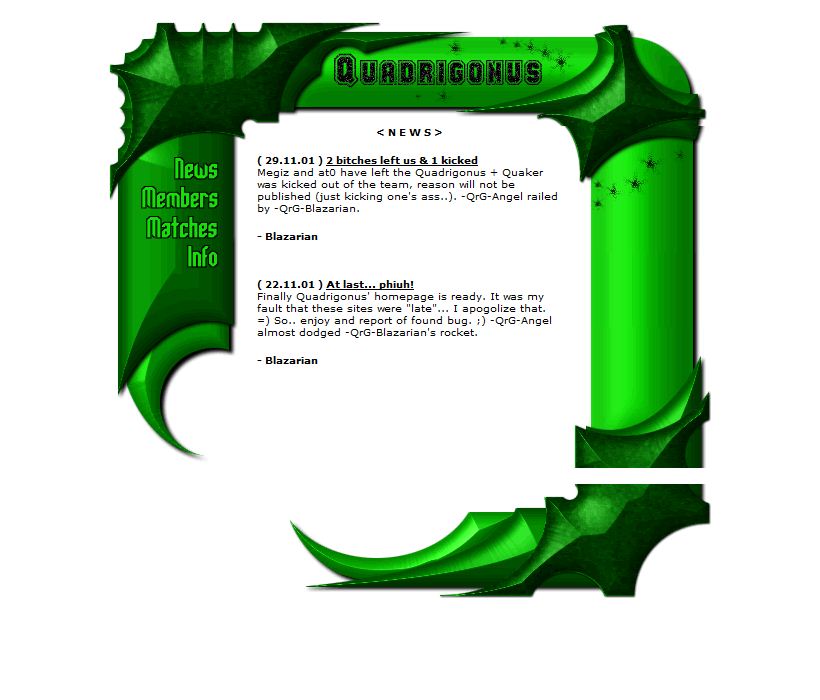 Quadrigonus
< N E W S >
News
Members
Matches
Info
( 29.11.01 ) 2 bitches left us & 1 kicked
Megiz and at0 have left the Quadrigonus + Quaker
was kicked out of the team, reason will not be
published (just kicking one's ass..). -QrG-Angel railed
by -QrG-Blazarian.
- Blazarian
( 22.11.01 ) At last... phiuh!
Finally Quadrigonus' homepage is ready. It was my
fault that these sites were "late"... I apogolize that.
=) So.. enjoy and report of found bug. ;) -QrG-Angel
almost dodged -QrG-Blazarian's rocket.
- Blazarian